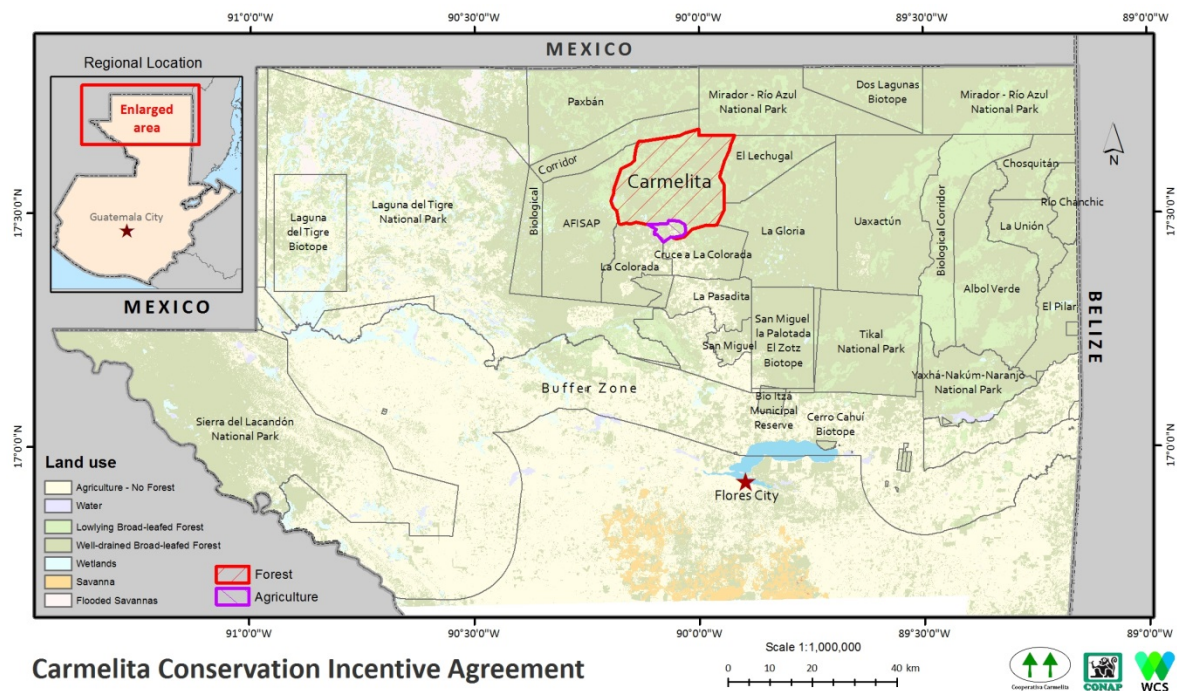 91°0'0"W
90°30'0"W
90°0'0"W
89°30'0"W
89°0'0"W
MEXICO
Regional Location
Enlarged
area
Guatemala City
MEXICO
17°30'0"N
17°0'0"N
Paxbán
Mirador - Río Azul
National Park
Dos Lagunas
Biotope
Mirador - Río Azul
National Park
N
Corridor
El Lechugal
Chosquitán
Carmelita
Biological
Laguna del Tigre
National Park
Laguna
del Tigre
Biotope
AFISAP
La Gloria
Uaxactún
Biological Corridor
Río Chanchic
La Unión
17°30'0"N
Cruce a La Colorada
La Colorada
La Pasadita
Albol Verde
El Pilar
BELIZE
San Miguel
la Palotada
El Zotz
Biotope
San Miguel
Tikal
National Park
Yaxhá-Nakúm-Naranjo
National Park
Buffer Zone
Bio Itzá
Municipal
Reserve
Cerro Cahuí
Biotope
Sierra del Lacandón
National Park
17°0'0"N
Flores City
Land use
Agriculture - No Forest
Water
Lowlying Broad-leafed Forest
Well-drained Broad-leafed Forest
Wetlands
Savanna
Flooded Savannas
Forest
Agriculture
91°0'0"W
90°30'0"W
90°0'0"W
89°30'0"W
89°0'0"W
Carmelita Conservation Incentive Agreement
Scale 1:1,000,000
0 10 20 40 km
Cooperativa Carmelita
CONAP
WCS